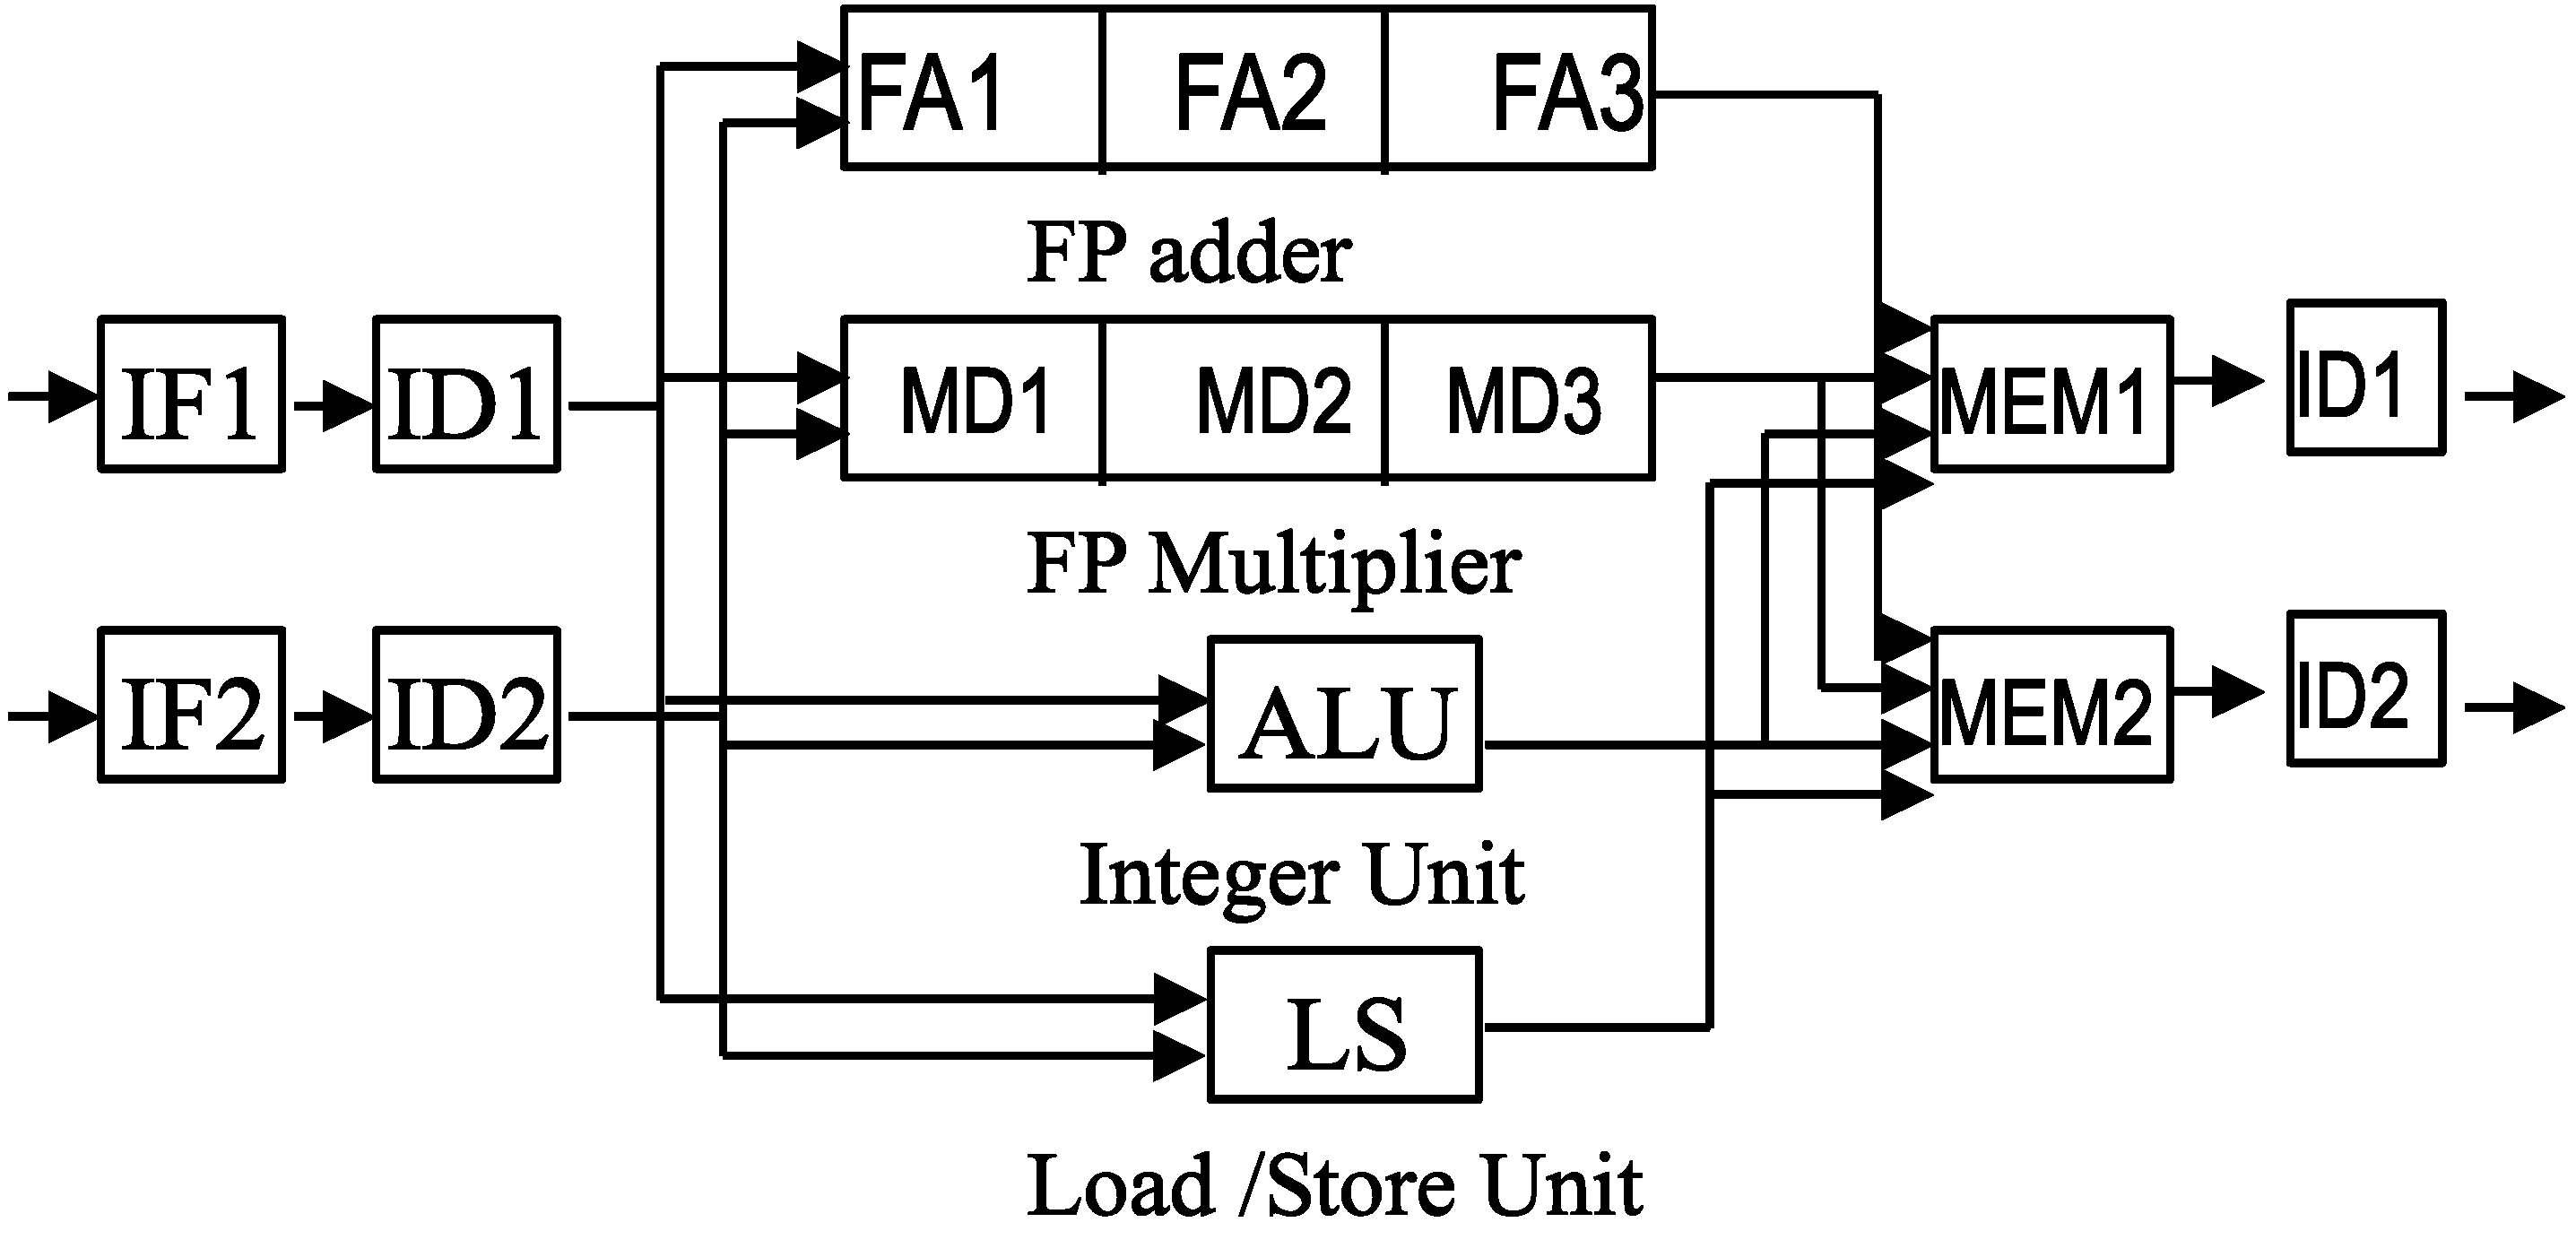 FA1 FA2 FA3
FP adder
IF1 ID1 MD1 MD2 MD3 MEM1 ID1
FP Multiplier
IF2 ID2 ALU MEM2 ID2
Integer Unit
LS
Load /Store Unit